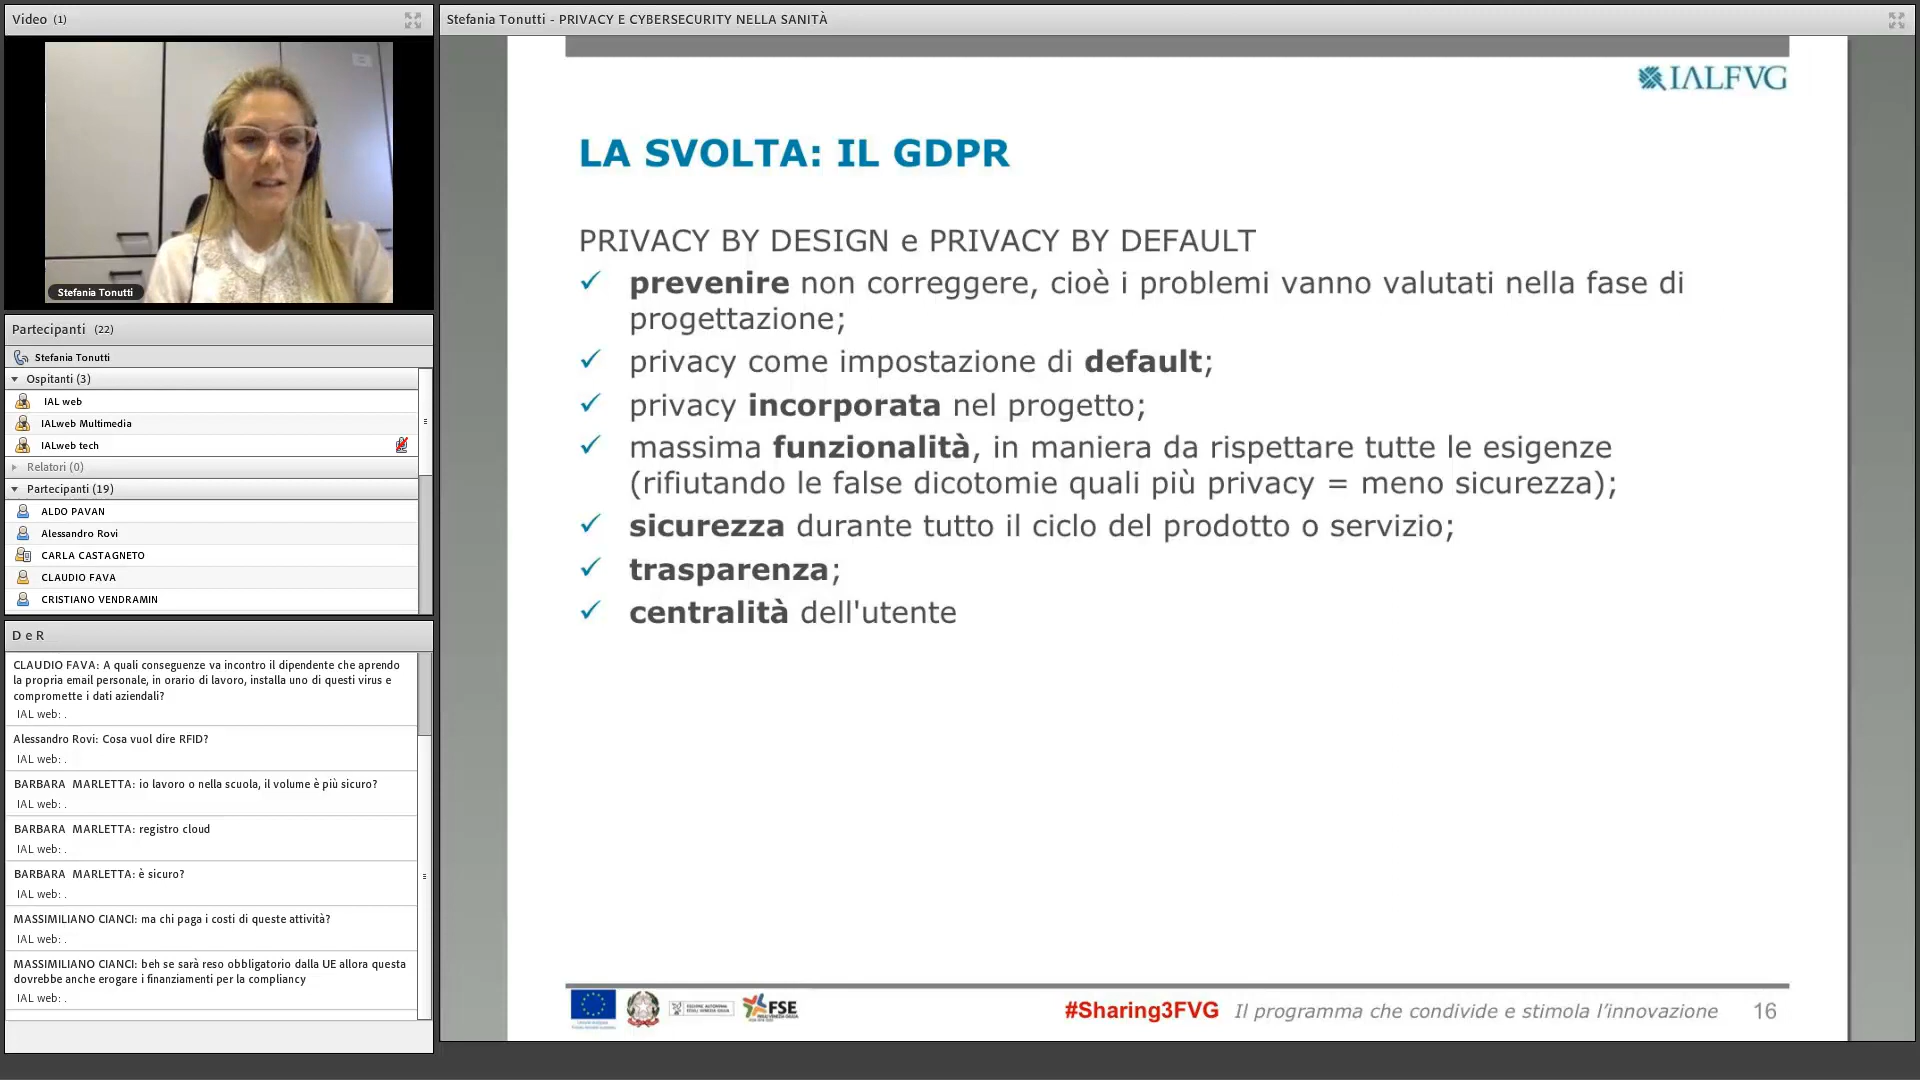 Video (1)
Stefania Tonutti - PRIVACY E CYBERSECURITY NELLA SANITÀ
Stefania Tonutti
Partecipanti (22)
Stefania Tonutti
Ospitanti (3)
IAL web
IALweb Multimedia
IALweb tech
Relatori (0)
Partecipanti (19)
ALDO PAVAN
Alessandro Rovi
CARLA CASTAGNETO
CLAUDIO FAVA
CRISTIANO VENDRAMIN
D e R
CLAUDIO FAVA: A quali conseguenze va incontro il dipendente che aprendo
la propria email personale, in orario di lavoro, installa uno di questi virus e
compromette i dati aziendali?
IAL web: .
Alessandro Rovi: Cosa vuol dire RFID?
IAL web: .
BARBARA MARLETTA: io lavoro o nella scuola, il volume è più sicuro?
IAL web: .
BARBARA MARLETTA: registro cloud
IAL web: .
BARBARA MARLETTA: è sicuro?
IAL web: .
MASSIMILIANO CIANCI: ma chi paga i costi di queste attività?
IAL web: .
MASSIMILIANO CIANCI: beh se sarà reso obbligatorio dalla UE allora questa
dovrebbe anche erogare i finanziamenti per la compliancy
IAL web: .
IALFVG
LA SVOLTA: IL GDPR
PRIVACY BY DESIGN e PRIVACY BY DEFAULT
✓ prevenire non correggere, cioè i problemi vanno valutati nella fase di
progettazione;
✓ privacy come impostazione di default;
✓ privacy incorporata nel progetto;
✓ massima funzionalità, in maniera da rispettare tutte le esigenze
(rifiutando le false dicotomie quali più privacy = meno sicurezza);
✓ sicurezza durante tutto il ciclo del prodotto o servizio;
✓ trasparenza;
✓ centralità dell'utente
FSE
#Sharing3FVG Il programma che condivide e stimola l'innovazione 16